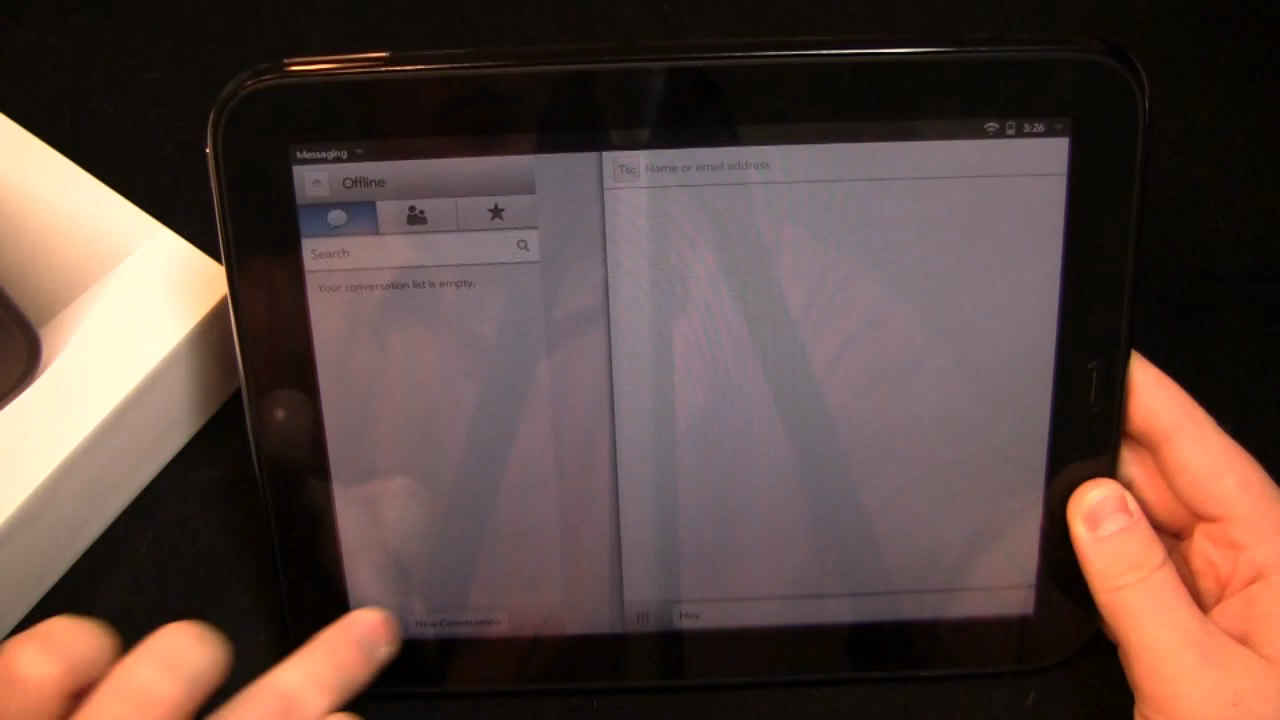 3:26
Messaging
Offline
To: Name or email address
Search
Your conversation list is empty.
New Conversation
Hey